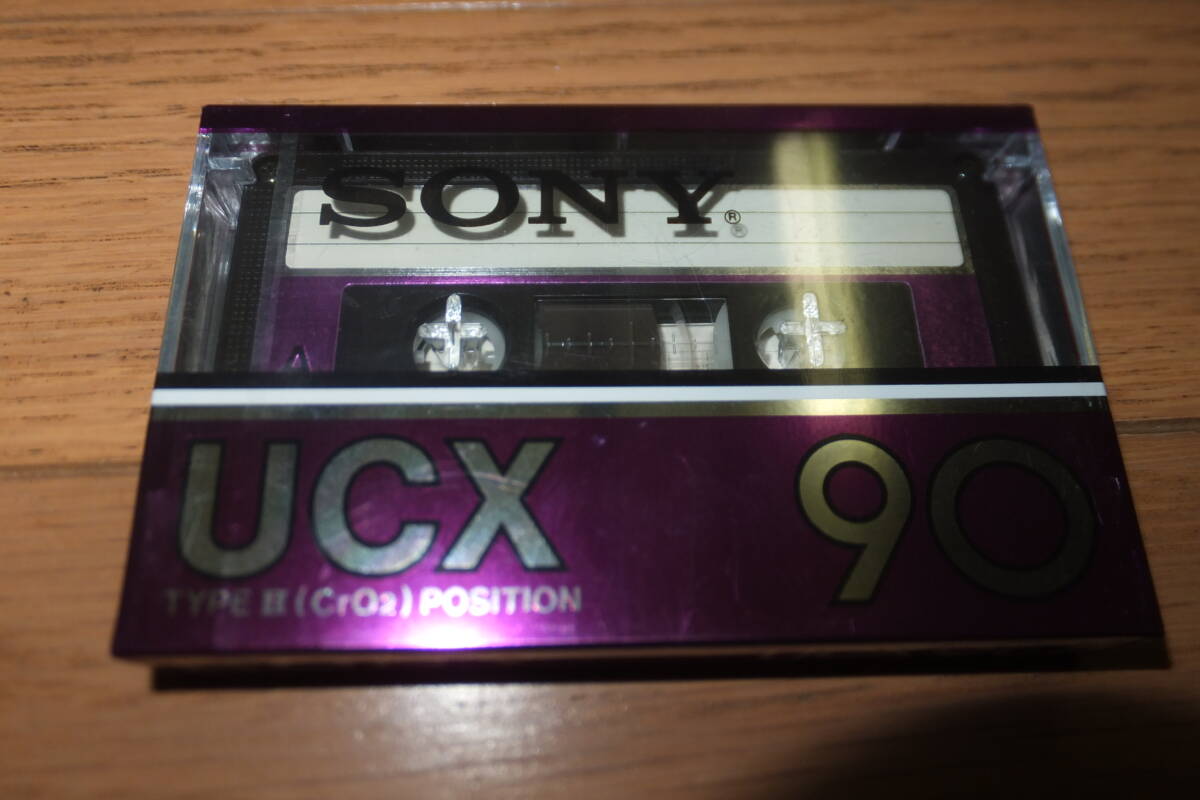 SONY®
A
UCX 90
TYPE II (CrO2) POSITION